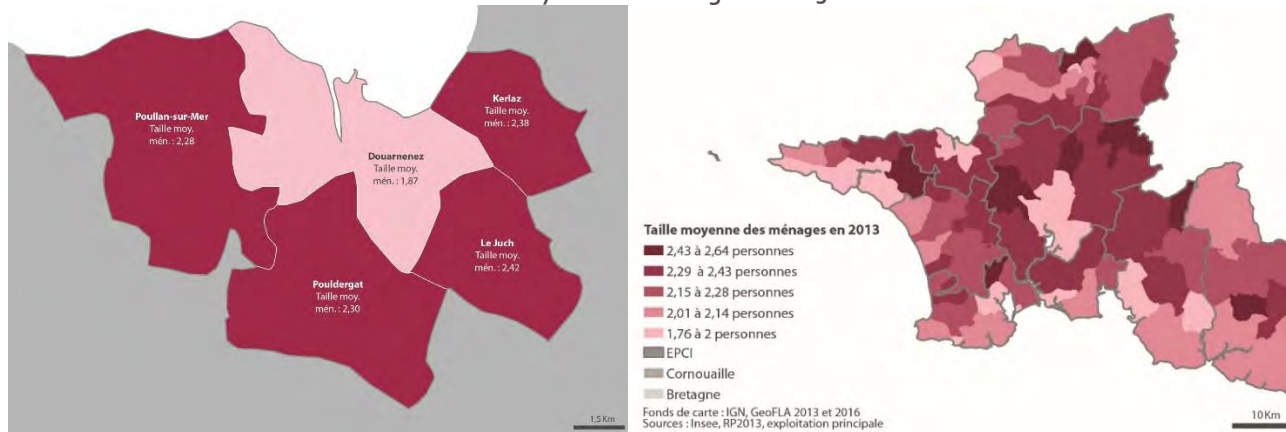 Poullan-sur-Mer
Taille moy.
mén. : 2,28
Douarnenez
Taille moy.
mén. : 1,87
Kerlaz
Taille moy.
mén. : 2,38
Le Juch
Taille moy.
mén. : 2,42
Pouldergat
Taille moy.
mén. : 2,30
1,5 Km
Taille moyenne des ménages en 2013
2,43 à 2,64 personnes
2,29 à 2,43 personnes
2,15 à 2,28 personnes
2,01 à 2,14 personnes
1,76 à 2 personnes
EPCI
Cornouaille
Bretagne
Fonds de carte : IGN, GeoFLA 2013 et 2016
Sources : Insee, RP2013, exploitation principale
10 Km